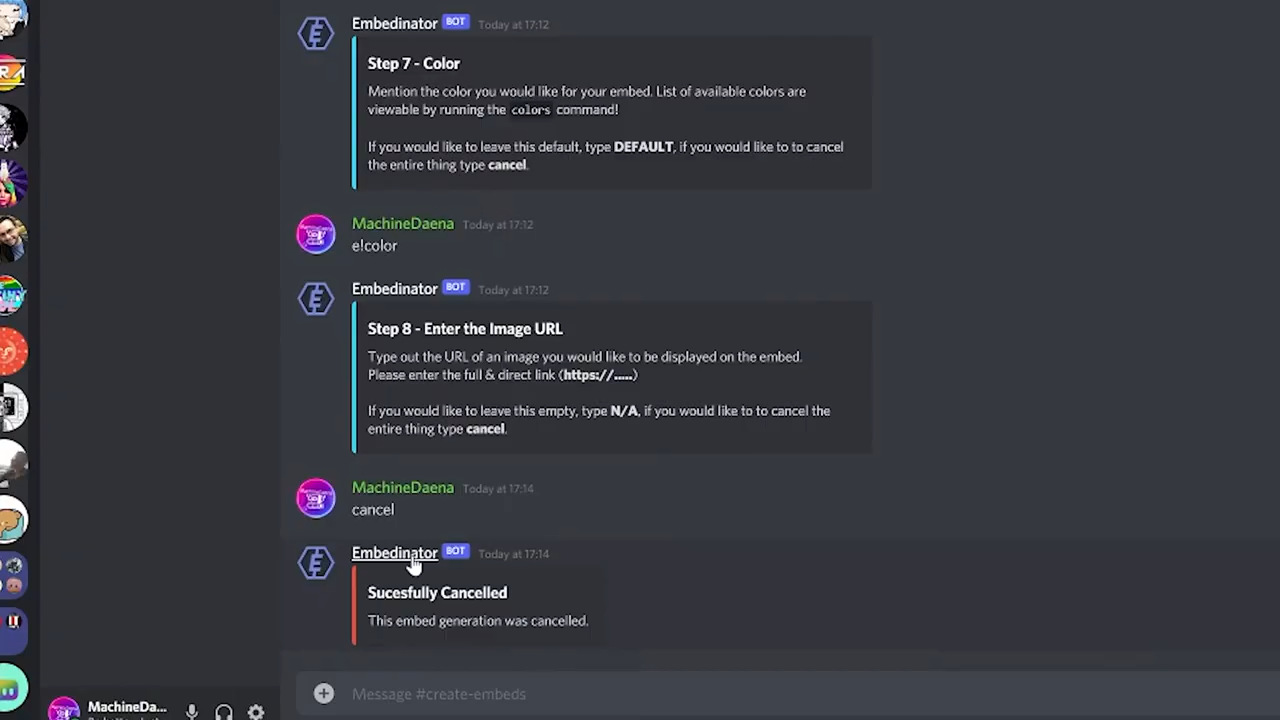 Embedinator BOT Today at 17:12
Step 7 - Color
Mention the color you would like for your embed. List of available colors are
viewable by running the colors command!
If you would like to leave this default, type DEFAULT, if you would like to to cancel
the entire thing type cancel.
MachineDaena Today at 17:12
e!color
Embedinator BOT Today at 17:12
Step 8 - Enter the Image URL
Type out the URL of an image you would like to be displayed on the embed.
Please enter the full & direct link (https://.....)
If you would like to leave this empty, type N/A, if you would like to to cancel the
entire thing type cancel.
MachineDaena Today at 17:14
cancel
Embedinator BOT Today at 17:14
Sucesfully Cancelled
This embed generation was cancelled.
Message #create-embeds
MachineDa...